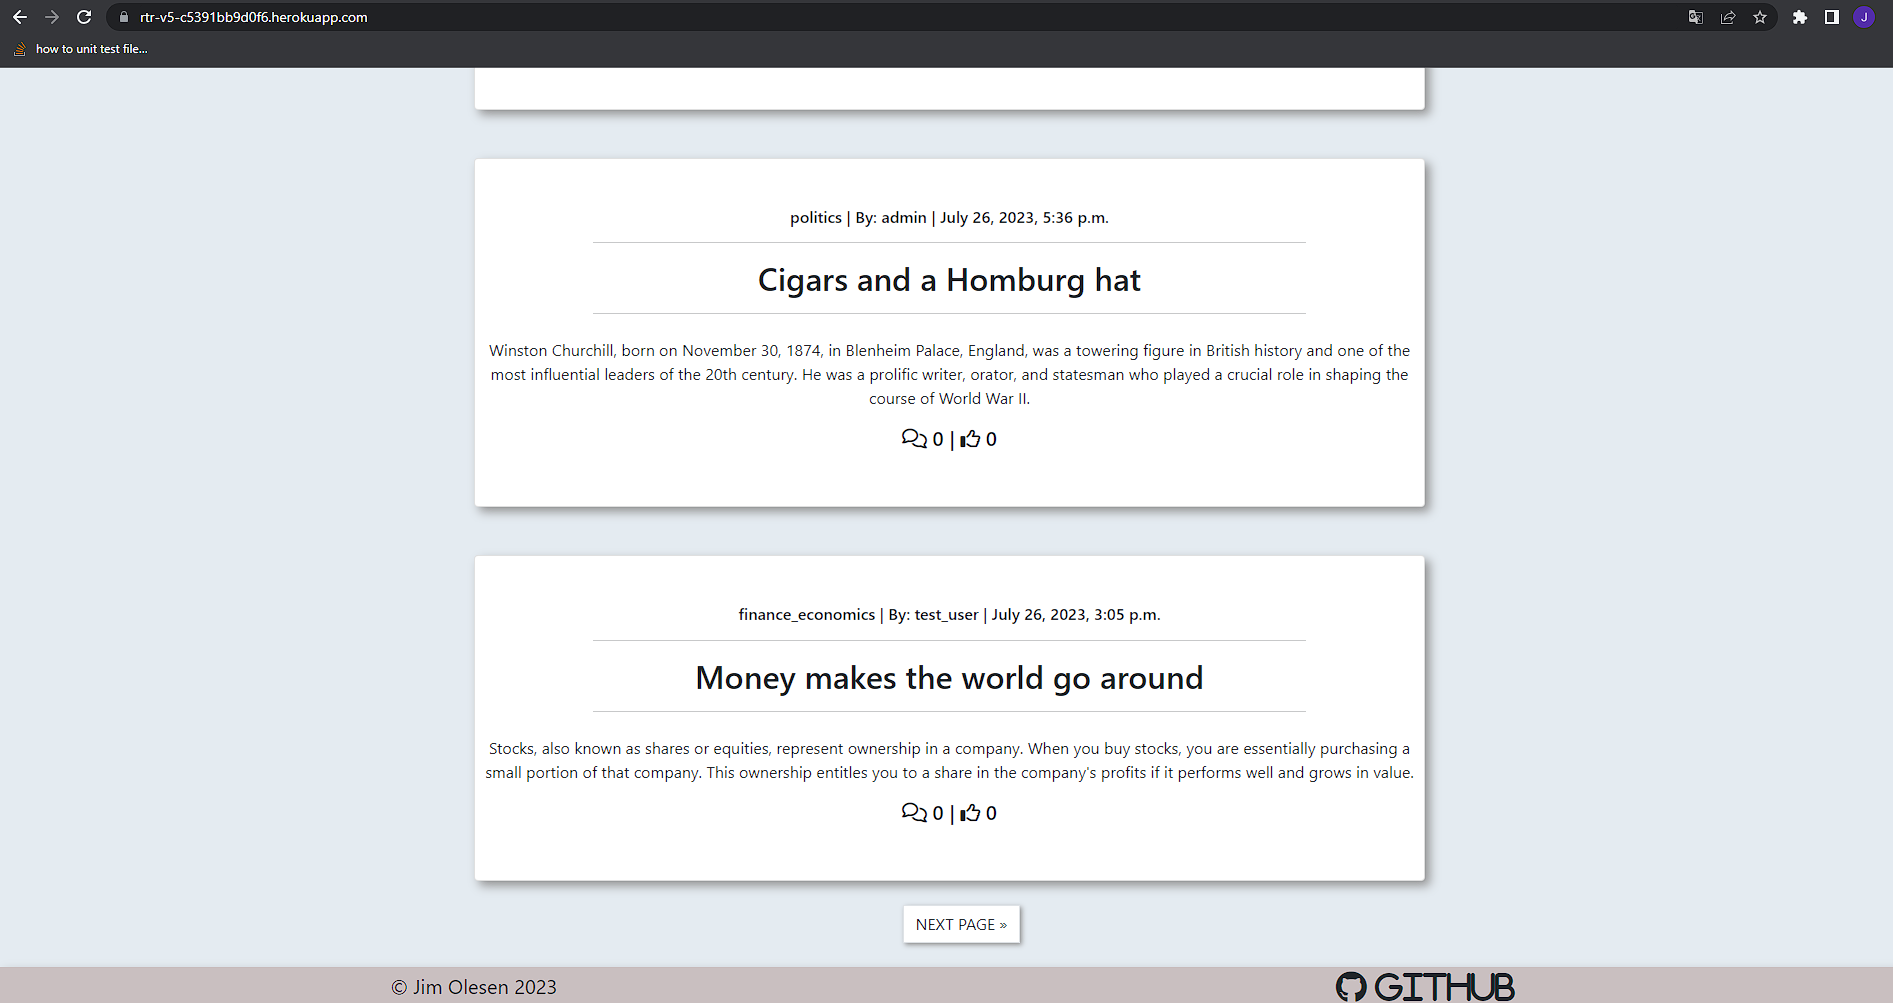 rtr-v5-c5391bb9d0f6.herokuapp.com
J
how to unit test file...
politics | By: admin | July 26, 2023, 5:36 p.m.
Cigars and a Homburg hat
Winston Churchill, born on November 30, 1874, in Blenheim Palace, England, was a towering figure in British history and one of the
most influential leaders of the 20th century. He was a prolific writer, orator, and statesman who played a crucial role in shaping the
course of World War II.
0 | 0
finance_economics | By: test_user | July 26, 2023, 3:05 p.m.
Money makes the world go around
Stocks, also known as shares or equities, represent ownership in a company. When you buy stocks, you are essentially purchasing a
small portion of that company. This ownership entitles you to a share in the company's profits if it performs well and grows in value.
0 | 0
NEXT PAGE »
© Jim Olesen 2023
GITHUB